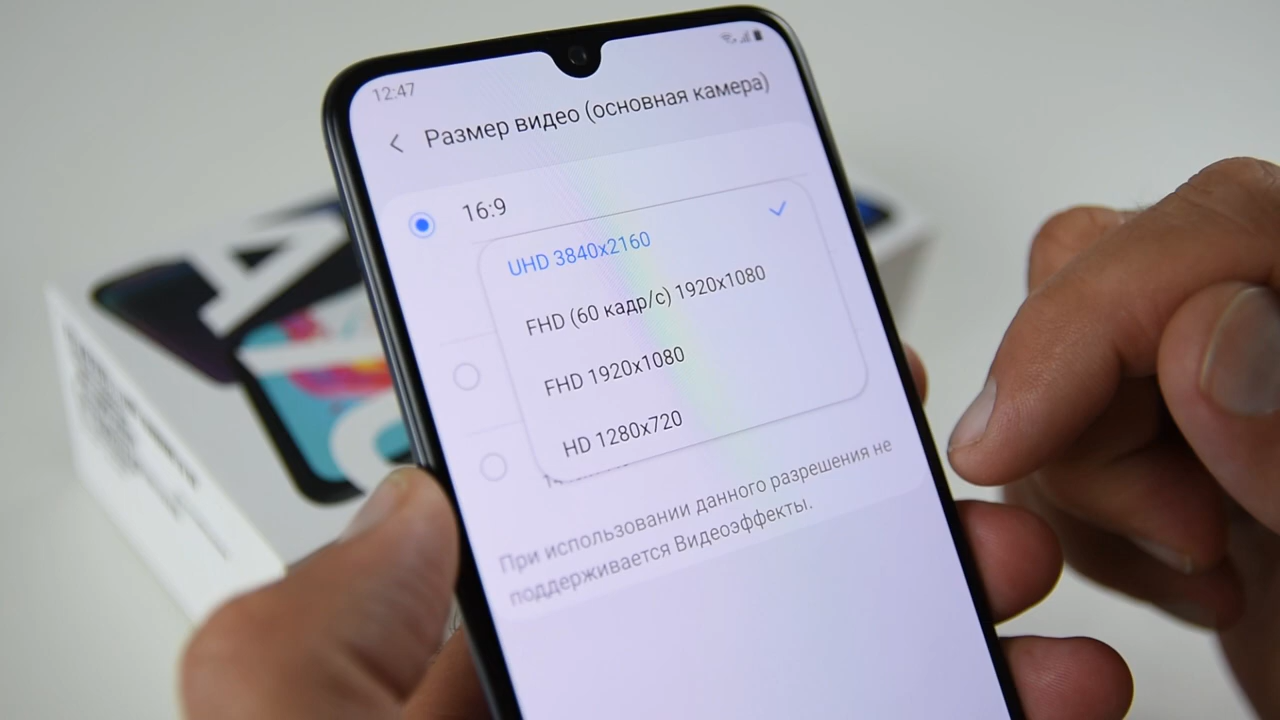 12:47
Размер видео (основная камера)
16:9
UHD 3840x2160
FHD (60 кадр/с) 1920x1080
FHD 1920x1080
HD 1280x720
При использовании данного разрешения не
поддерживается Видеоэффекты.